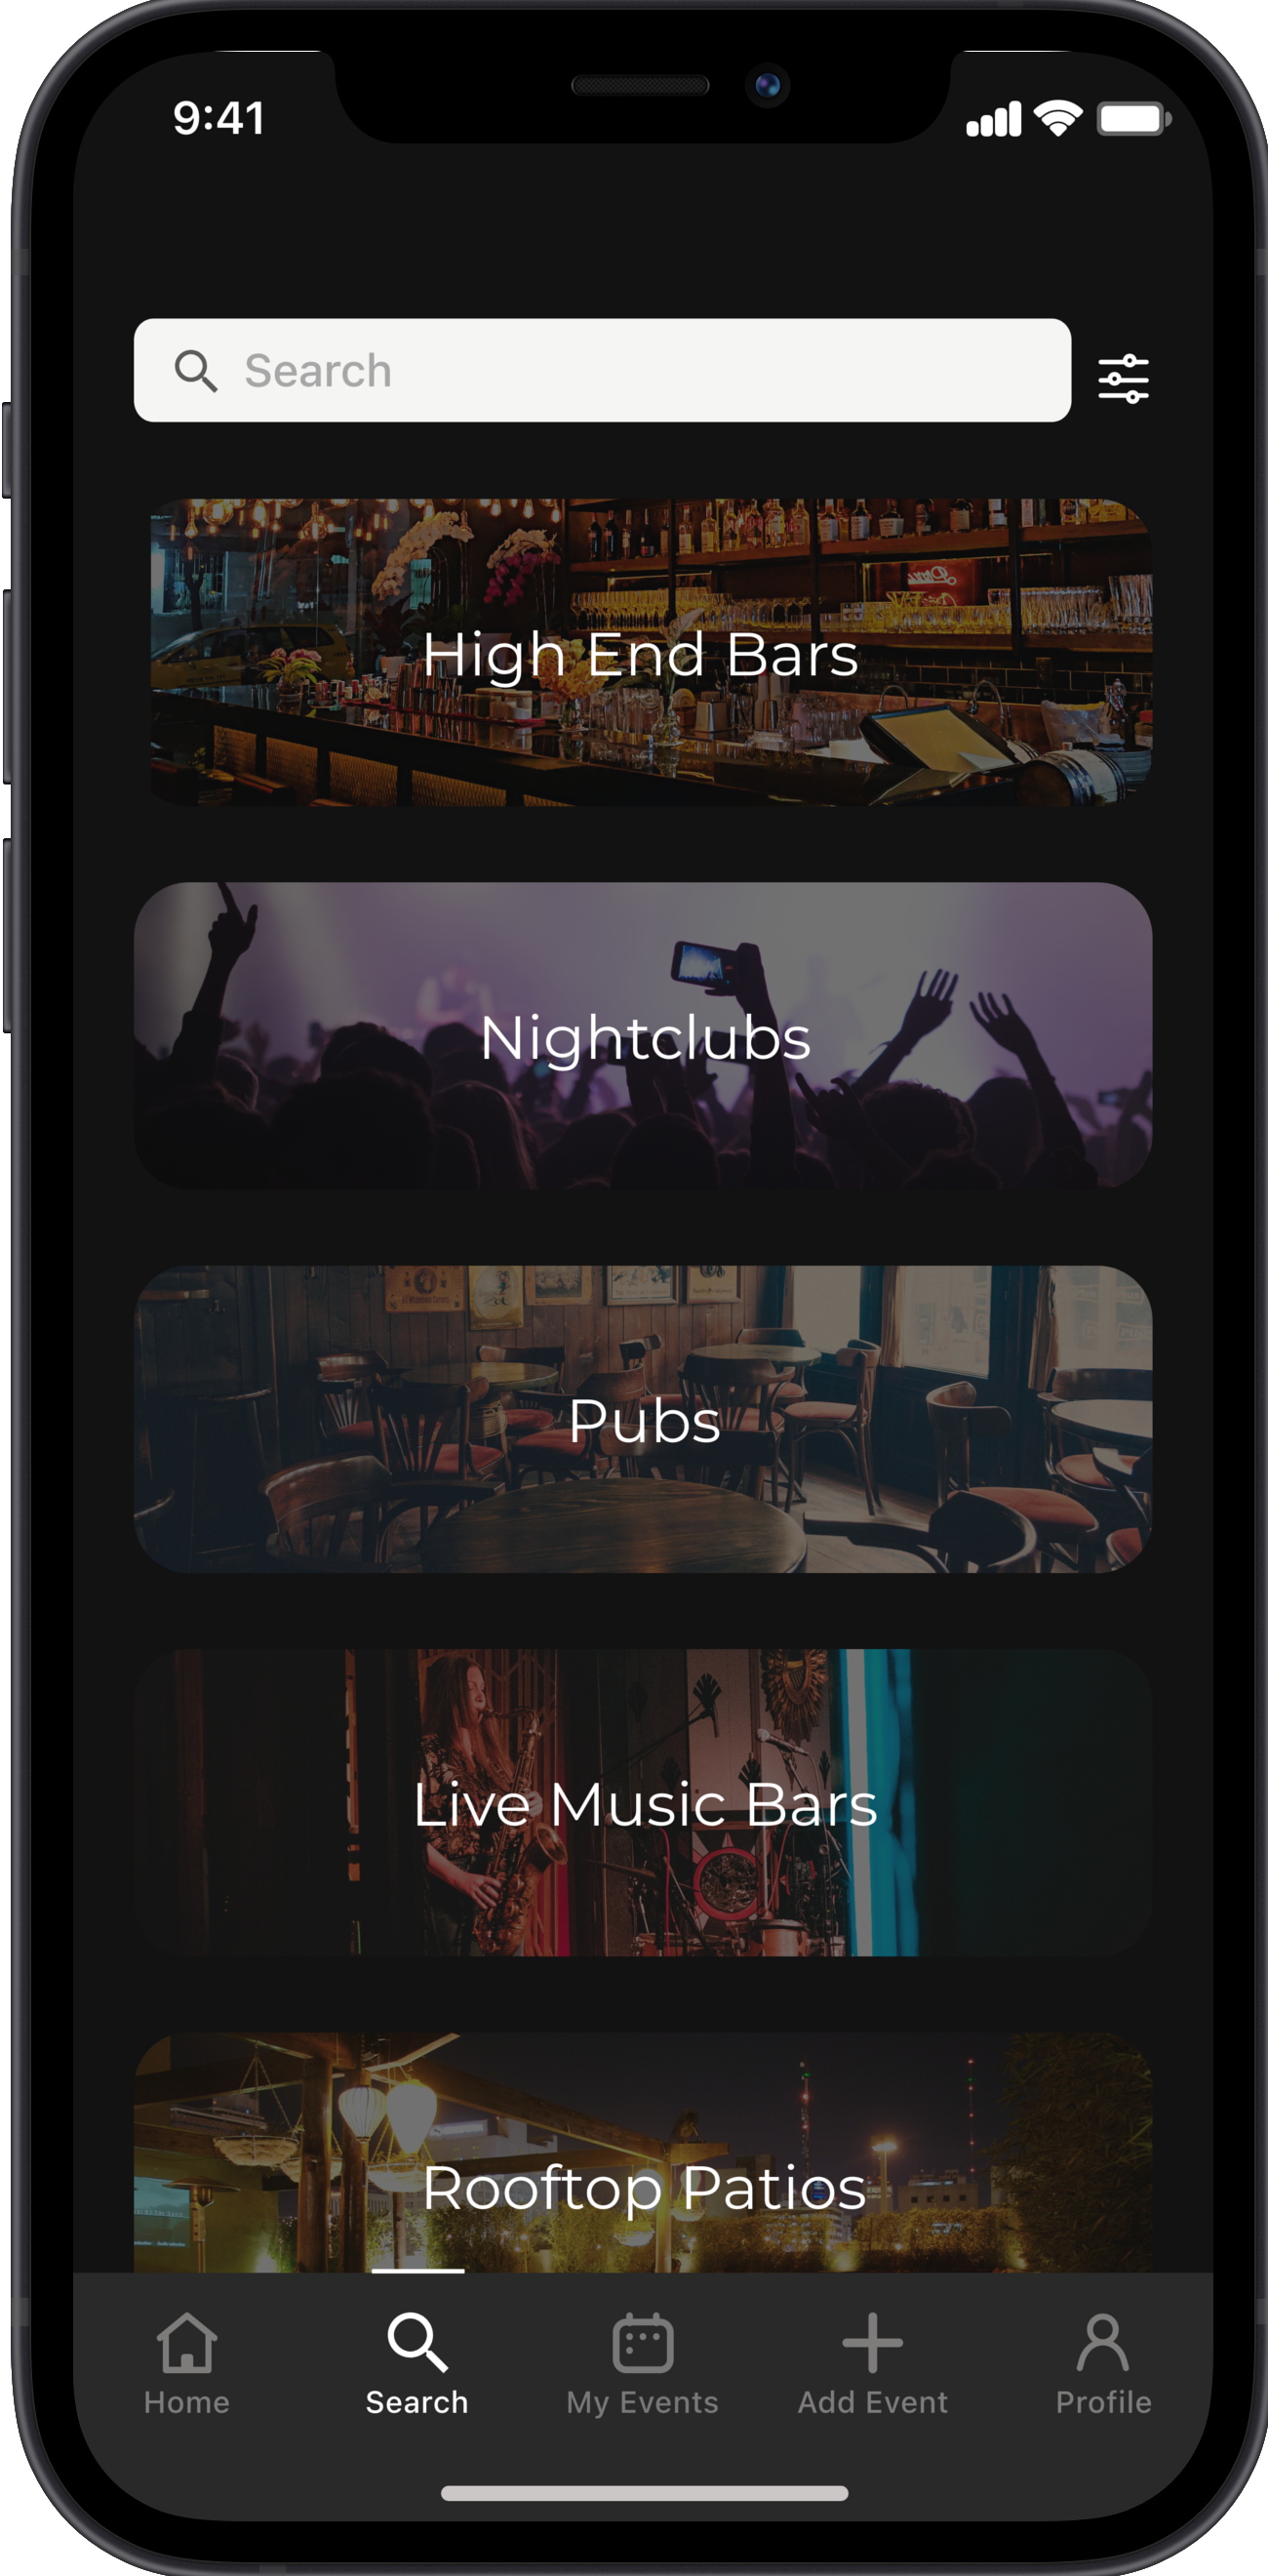 9:41
Search
High End Bars
Nightclubs
Pubs
Live Music Bars
Rooftop Patios
Home
Search
My Events
Add Event
Profile